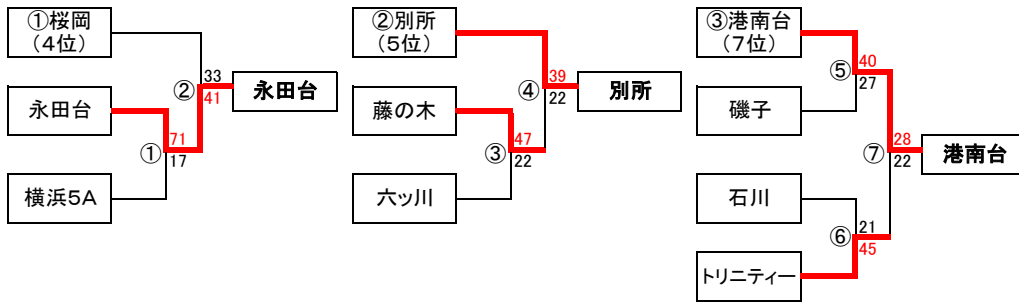 ①桜岡
(4位)
33
②
41
永田台
永田台
71
①
17
横浜5A
②別所
(5位)
39
④
22
別所
藤の木
47
③
22
六ッ川
③港南台
(7位)
40
⑤
27
磯子
28
⑦
22
港南台
石川
21
⑥
45
トリニティー